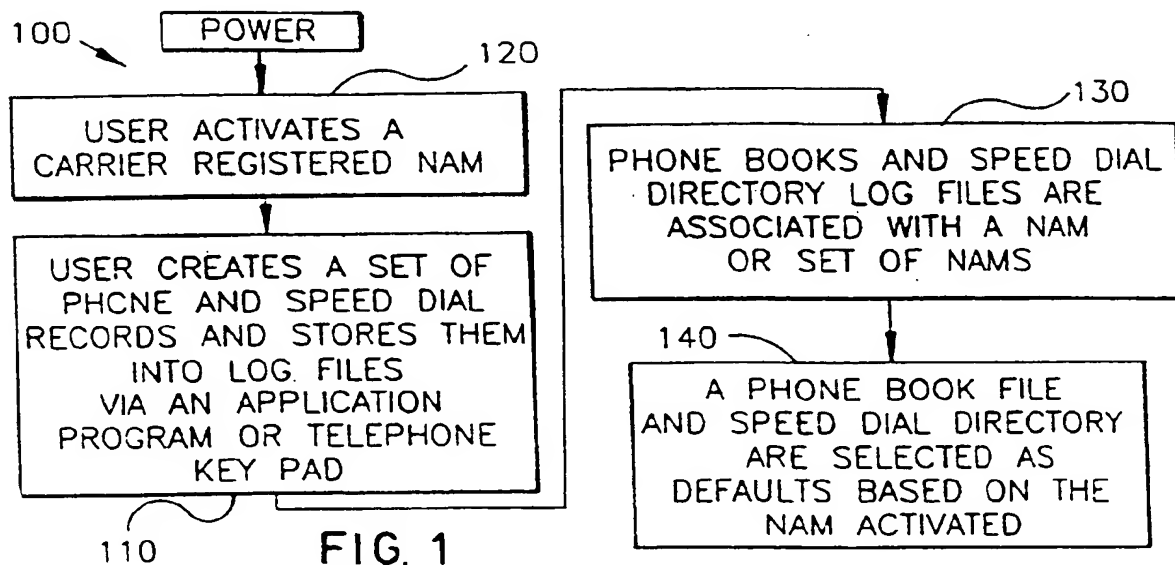 100
POWER
120
USER ACTIVATES A
CARRIER REGISTERED NAM
USER CREATES A SET OF
PHONE AND SPEED DIAL
RECORDS AND STORES THEM
INTO LOG FILES
VIA AN APPLICATION
PROGRAM OR TELEPHONE
KEY PAD
110
130
PHONE BOOKS AND SPEED DIAL
DIRECTORY LOG FILES ARE
ASSOCIATED WITH A NAM
OR SET OF NAMS
140
A PHONE BOOK FILE
AND SPEED DIAL DIRECTORY
ARE SELECTED AS
DEFAULTS BASED ON THE
NAM ACTIVATED
FIG. 1